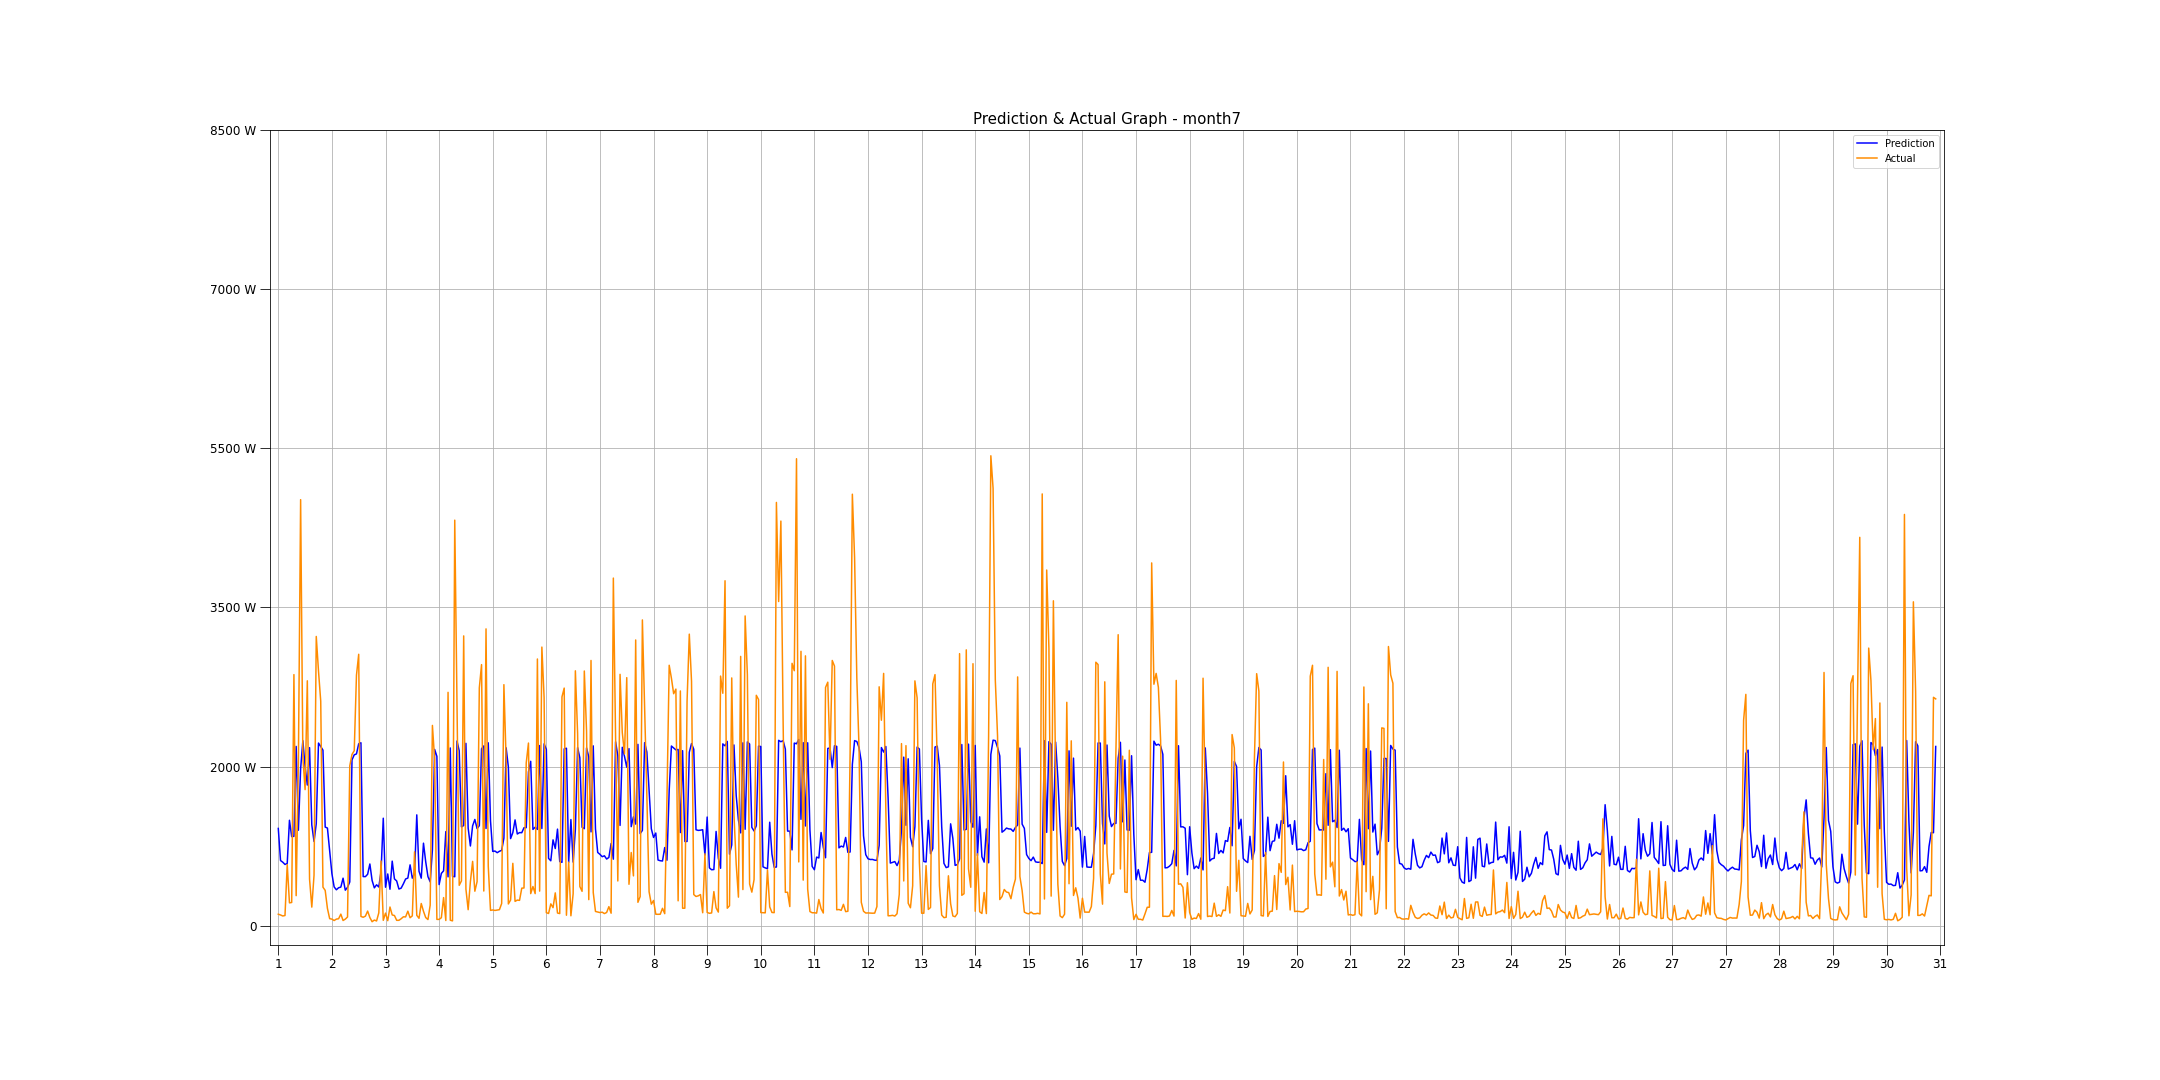 Prediction & Actual Graph - month7
8500 W
Prediction
Actual
7000 W
5500 W
3500 W
2000 W
0
1 2 3 4 5 6 7 8 9 10 11 12 13 14 15 16 17 18 19 20 21 22 23 24 25 26 27 27 28 29 30 31